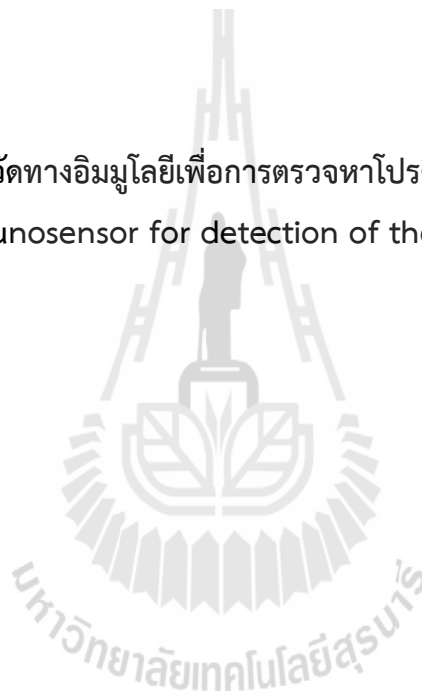 วัดทางอิมมูโลยีเพื่อการตรวจหาโปร
unosensor for detection of the
มหาวิทยาลัยเทคโนโลยีสุรนารี